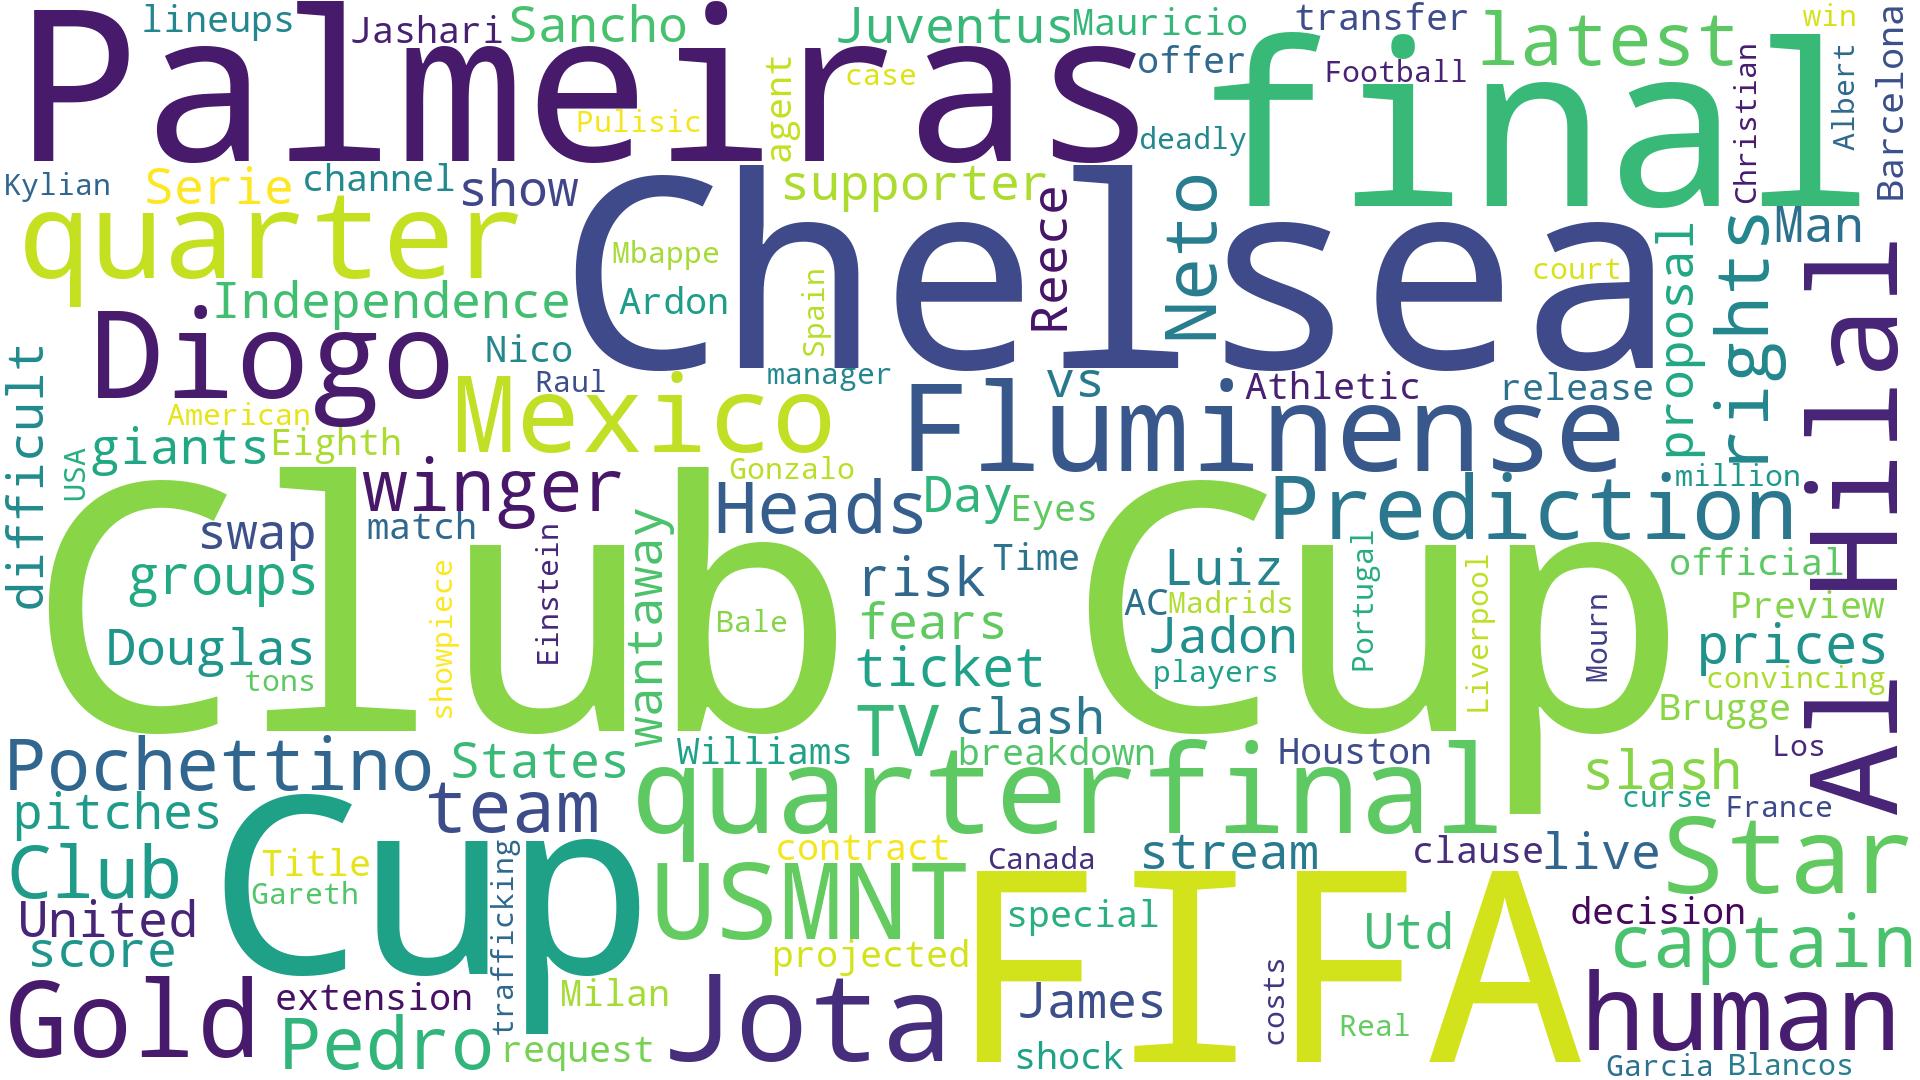 lineups
Jashari
Sancho
Juventus
Mauricio
transfer
latest
win
Palmeiras
final
offer
Football
case
agent
Pulisic
deadly
Christian
Albert
Barcelona
Kylian
Serie
channel
show
supporter
quarter
Chelsea
Reece
Neto
Man
proposal
rights
Mbappe
court
Independence
Ardon
Spain
Al Hilal
Diogo
Nico
Raul
manager
vs
Athletic
release
difficult
American
Mexico
Fluminense
giants
Eighth
USA
winger
Gonzalo
million
Heads
Day
Eyes
Prediction
Club Cup
swap
match
Einstein
wantaway
risk
Time
Luiz
official
groups
showpiece
Bale
fears
AC
Madrids
Portugal
Liverpool
Mourn
Preview
Douglas
Jadon
prices
tons
ticket
players
convincing
TV
clash
Brugge
Pochettino
States
Williams
breakdown
Houston
Los
quarterfinal
slash
pitches
Cup
team
curse
France
Club
Title
contract
Canada
stream
clause
live
Star
Gareth
trafficking
USMNT
FIFA
United
special
decision
score
projected
Utd
captain
Gold
extension
Milan
Jota
James
costs
Real
human
Pedro
request
shock
Garcia
Blancos